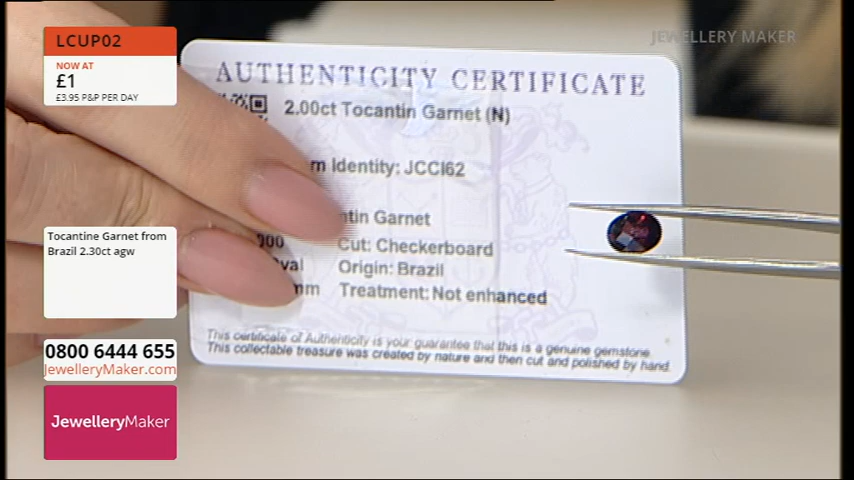 LCUP02
NOW AT
£1
£3.95 P&P PER DAY
JEWELLERY MAKER
AUTHENTICITY CERTIFICATE
2.00ct Tocantin Garnet (N)
m Identity: JCCI62
ntin Garnet
000 Cut: Checkerboard
val Origin: Brazil
mm Treatment: Not enhanced
This certificate of Authenticity is your guarantee that this is a genuine gemstone.
This collectable treasure was created by nature and then cut and polished by hand.
Tocantine Garnet from
Brazil 2.30ct agw
0800 6444 655
JewelleryMaker.com
JewelleryMaker